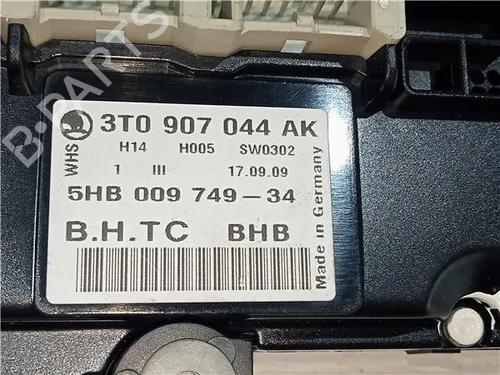 B-PARTS
WHS
3T0 907 044 AK
H14 H005 SW0302
1 III 17.09.09
5HB 009 749-34
B.H.TC BHB
Made in Germany